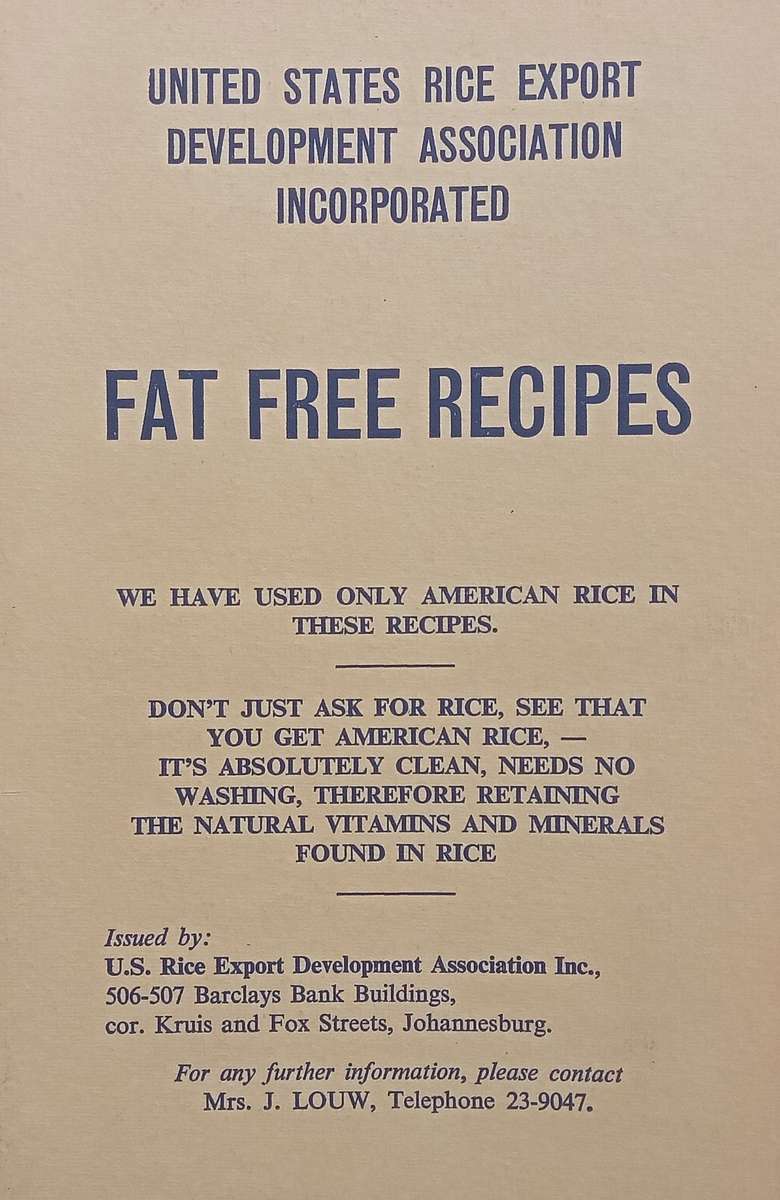 UNITED STATES RICE EXPORT
DEVELOPMENT ASSOCIATION
INCORPORATED
FAT FREE RECIPES
WE HAVE USED ONLY AMERICAN RICE IN
THESE RECIPES.
DON'T JUST ASK FOR RICE, SEE THAT
YOU GET AMERICAN RICE, —
IT'S ABSOLUTELY CLEAN, NEEDS NO
WASHING, THEREFORE RETAINING
THE NATURAL VITAMINS AND MINERALS
FOUND IN RICE
Issued by:
U.S. Rice Export Development Association Inc.,
506-507 Barclays Bank Buildings,
cor. Kruis and Fox Streets, Johannesburg.
For any further information, please contact
Mrs. J. LOUW, Telephone 23-9047.